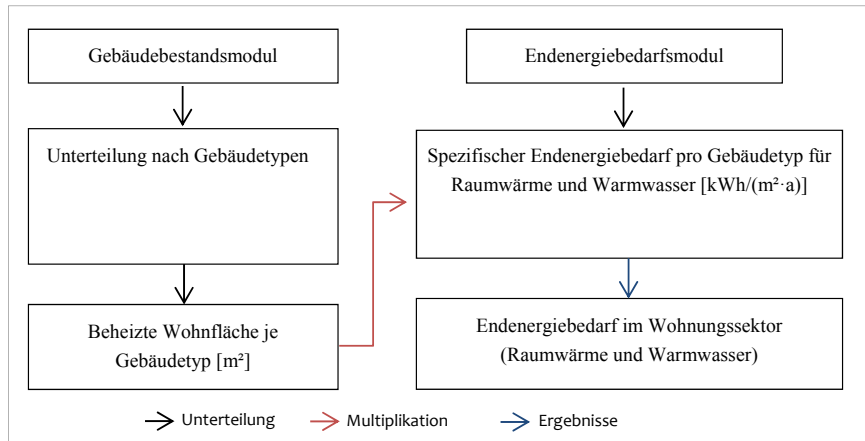 Gebäudebestandsmodul
Endenergiebedarfsmodul
Unterteilung nach Gebäudetypen
Spezifischer Endenergiebedarf pro Gebäudetyp für
Raumwärme und Warmwasser [kWh/(m²·a)]
Beheizte Wohnfläche je
Gebäudetyp [m²]
Endenergiebedarf im Wohnungssektor
(Raumwärme und Warmwasser)
Unterteilung
Multiplikation
Ergebnisse